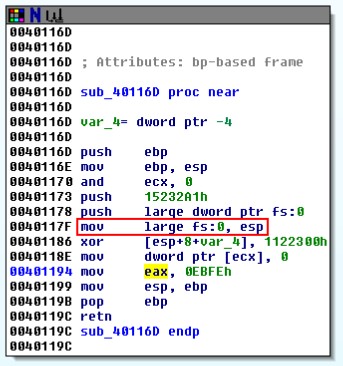 0040116D
0040116D
0040116D ; Attributes: bp-based frame
0040116D
0040116D sub_40116D proc near
0040116D
0040116D var_4= dword ptr -4
0040116D
0040116D push ebp
0040116E mov ebp, esp
00401170 and ecx, 0
00401173 push 15232A1h
00401178 push large dword ptr fs:0
0040117F mov large fs:0, esp
00401186 xor [esp+8+var_4], 1122300h
0040118E mov dword ptr [ecx], 0
00401194 mov eax, 0EBFEh
00401199 mov esp, ebp
0040119B pop ebp
0040119C retn
0040119C sub_40116D endp
0040119C